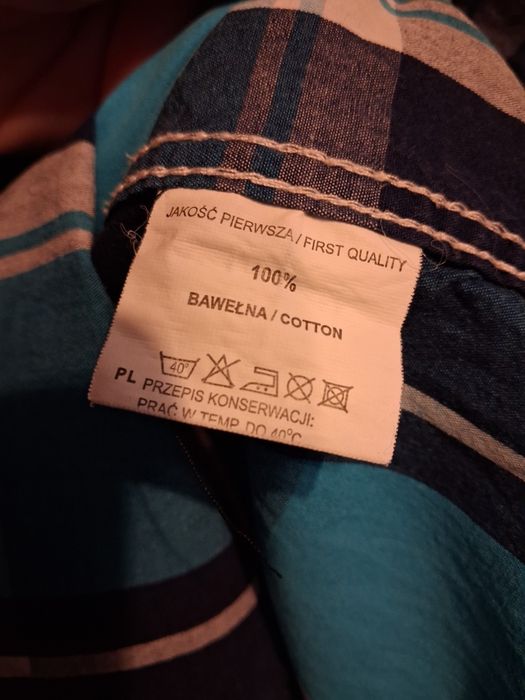 JAKOŚĆ PIERWSZA / FIRST QUALITY
100%
BAWEŁNA / COTTON
40°
PL PRZEPIS KONSERWACJI:
PRAĆ W TEMP. DO 40°C